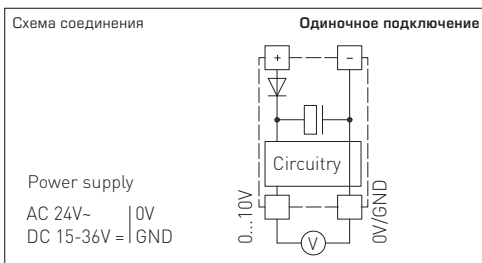 Схема соединения
Одиночное подключение
+ −
Circuitry
Power supply
AC 24V~ | 0V
DC 15-36V = | GND
0...10V
V
0V/GND